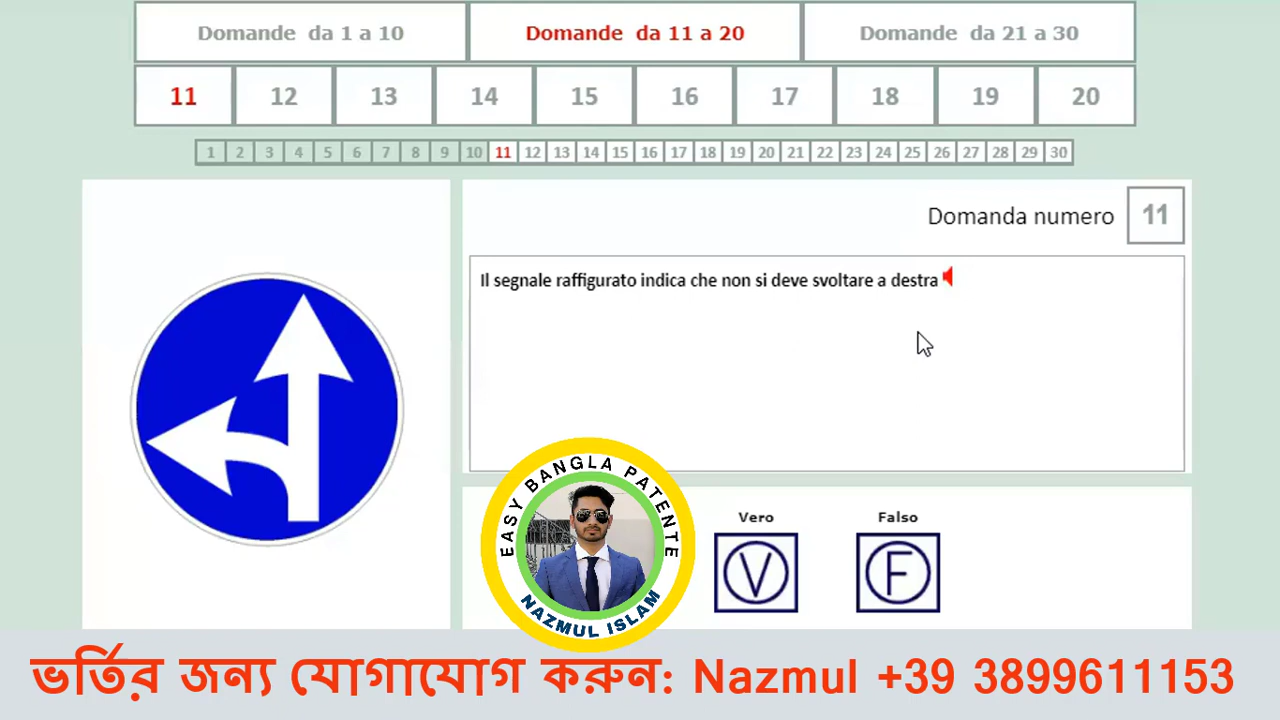 Domande da 1 a 10
Domande da 11 a 20
Domande da 21 a 30
11 12 13 14 15 16 17 18 19 20
1 2 3 4 5 6 7 8 9 10 11 12 13 14 15 16 17 18 19 20 21 22 23 24 25 26 27 28 29 30
Domanda numero 11
Il segnale raffigurato indica che non si deve svoltare a destra
EASY BANGLA PATENTE
NAZMUL ISLAM
Vero Falso
V F
ভর্তির জন্য যোগাযোগ করুন: Nazmul +39 3899611153